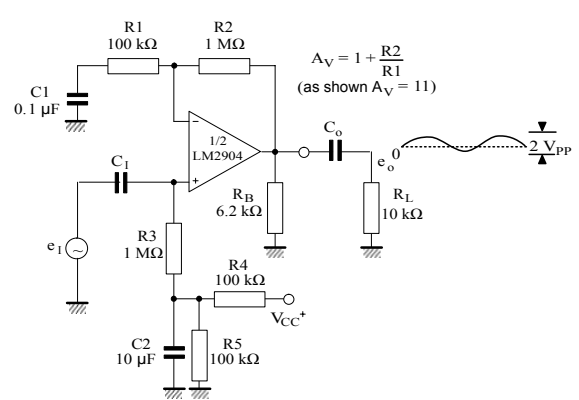 R1
100 kΩ
R2
1 MΩ
A_V = 1 + R2/R1
(as shown A_V = 11)
C1
0.1 µF
1/2
LM2904
−
+
C_I
C_o
e_o
0
2 V_PP
R_B
6.2 kΩ
R_L
10 kΩ
e_I
~
R3
1 MΩ
R4
100 kΩ
V_CC+
C2
10 µF
R5
100 kΩ